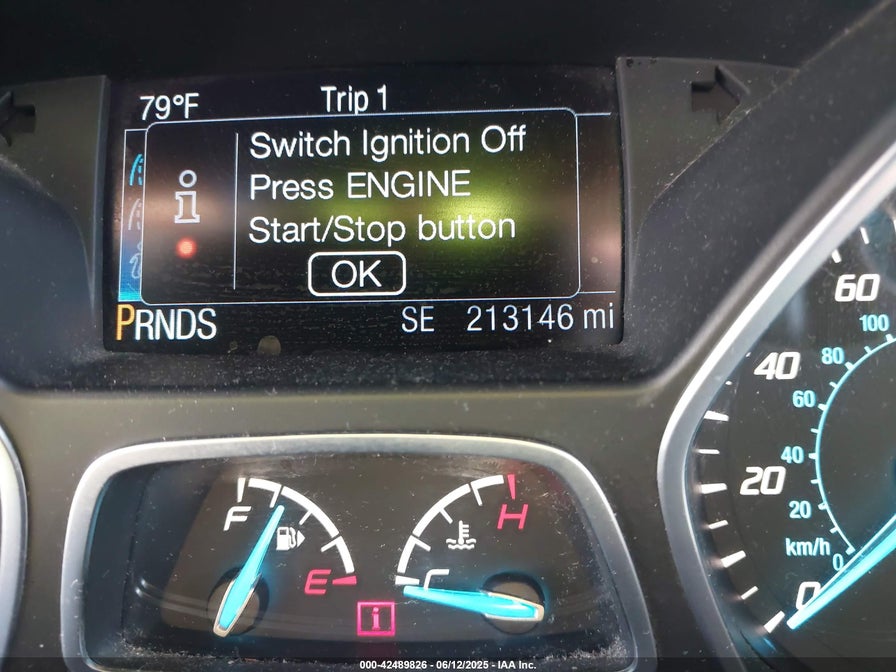 79°F Trip 1
Switch Ignition Off
Press ENGINE
Start/Stop button
OK
PRNDS SE 213146 mi
60
100
40
80
60
40
20
20
km/h
0
0
F
E
H
C
i
000-42489826 - 06/12/2025 - IAA Inc.